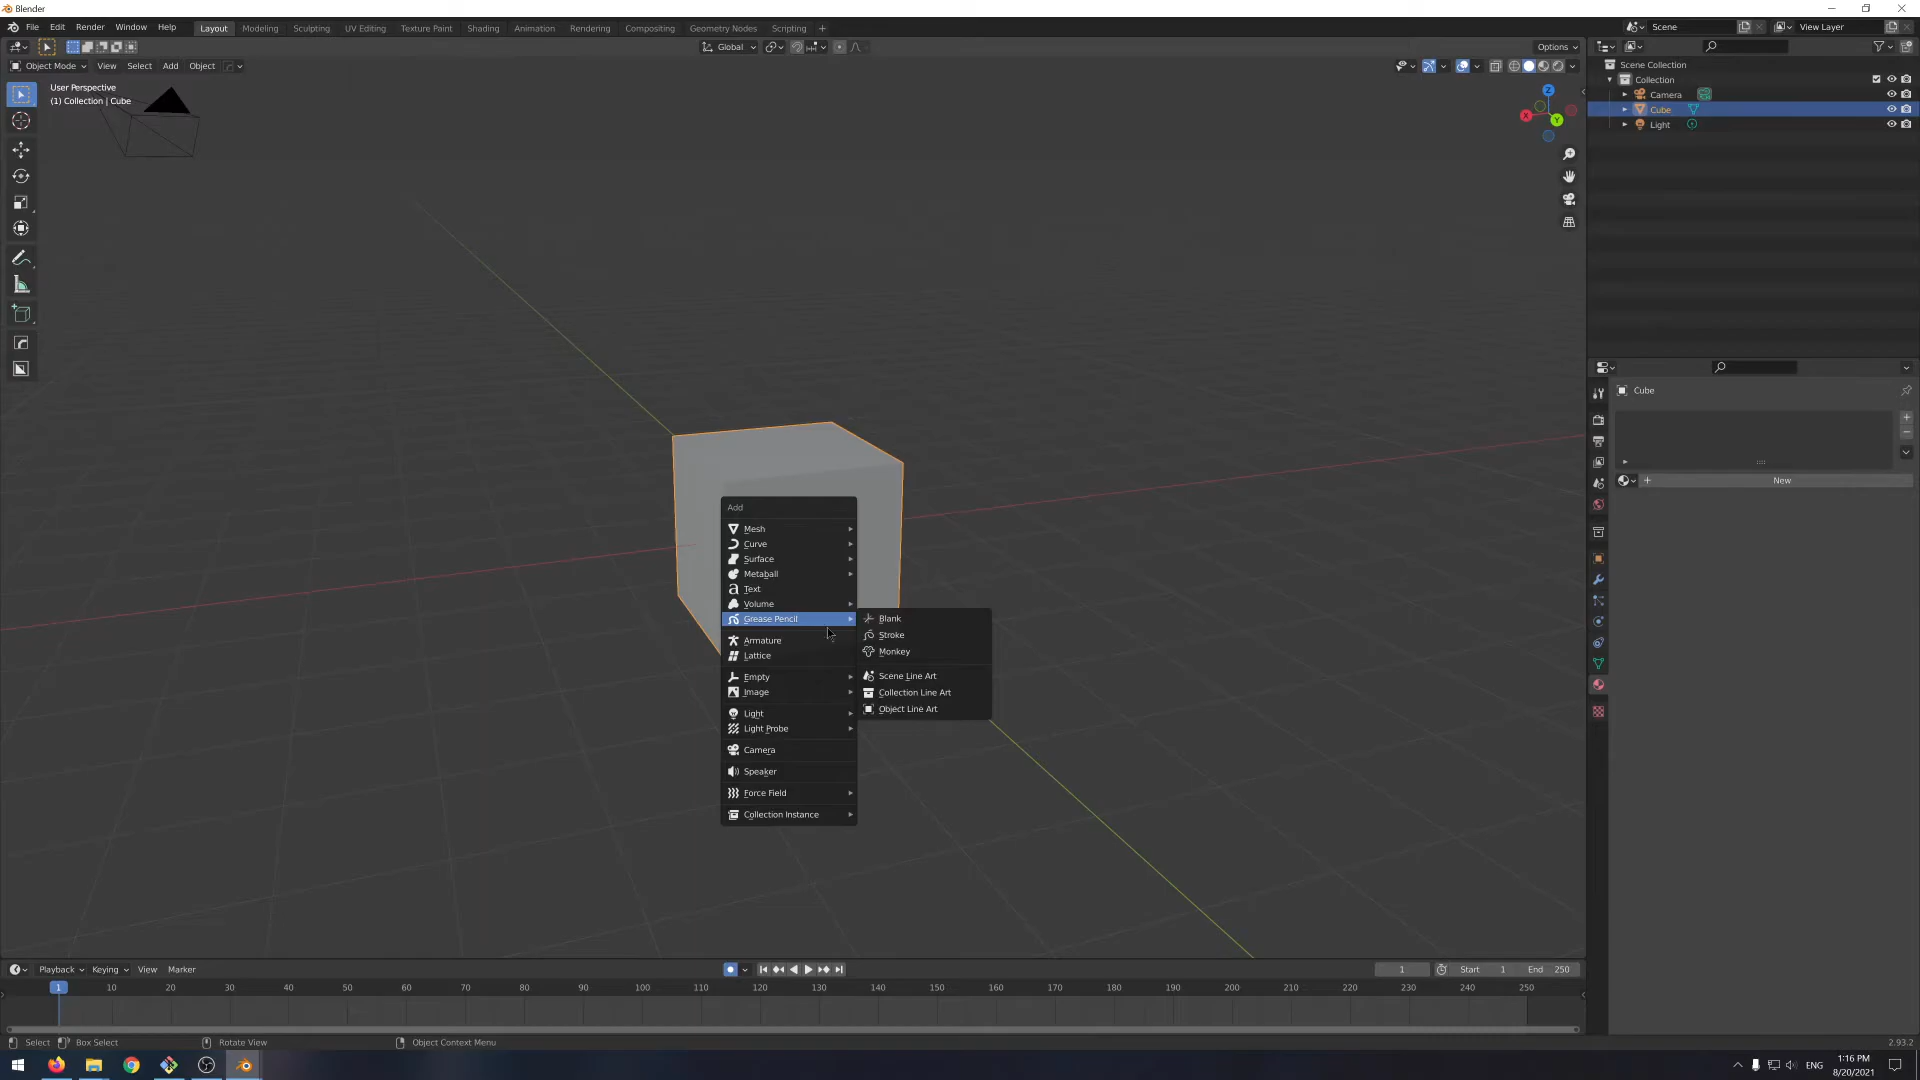 Blender
File Edit Render Window Help
Layout Modeling Sculpting UV Editing Texture Paint Shading Animation Rendering Compositing Geometry Nodes Scripting +
Scene
View Layer
Global
Options
Object Mode View Select Add Object
User Perspective
(1) Collection | Cube
Z
X
Y
Scene Collection
Collection
Camera
Cube
Light
Cube
New
Add
Mesh
Curve
Surface
Metaball
Text
Volume
Grease Pencil
Armature
Lattice
Empty
Image
Light
Light Probe
Camera
Speaker
Force Field
Collection Instance
Blank
Stroke
Monkey
Scene Line Art
Collection Line Art
Object Line Art
Playback Keying View Marker
1 Start 1 End 250
1 10 20 30 40 50 60 70 80 90 100 110 120 130 140 150 160 170 180 190 200 210 220 230 240 250
Select Box Select Rotate View Object Context Menu
2.93.2
ENG
1:16 PM
8/20/2021